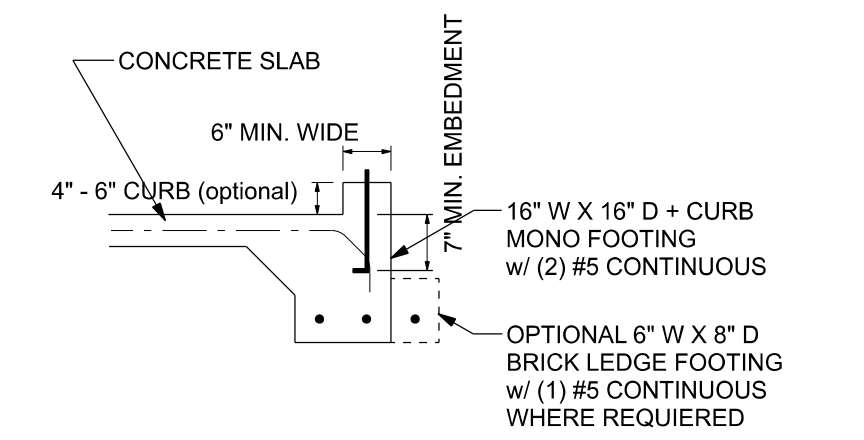 CONCRETE SLAB
6" MIN. WIDE
7" MIN. EMBEDMENT
4" - 6" CURB (optional)
16" W X 16" D + CURB
MONO FOOTING
w/ (2) #5 CONTINUOUS
OPTIONAL 6" W X 8" D
BRICK LEDGE FOOTING
w/ (1) #5 CONTINUOUS
WHERE REQUIERED